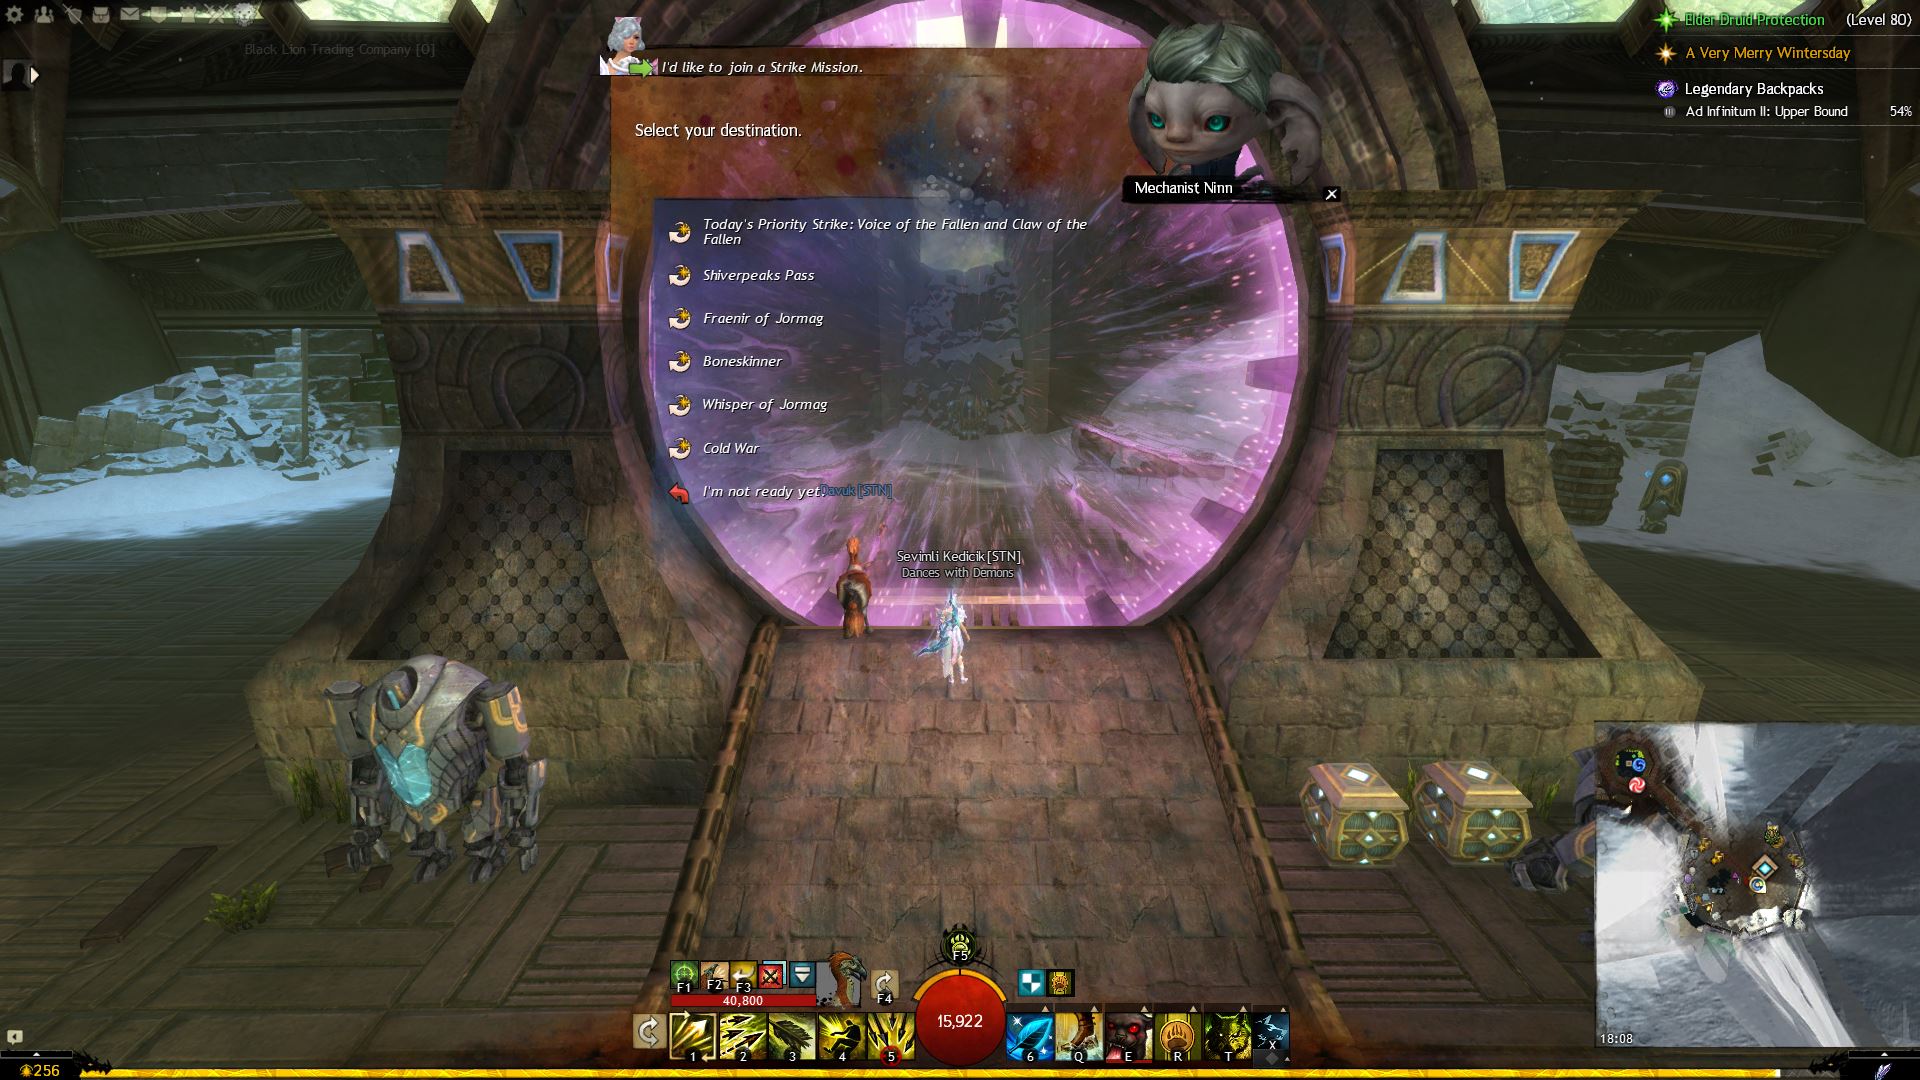 Black Lion Trading Company [0]
I'd like to join a Strike Mission.
Select your destination.
Mechanist Ninn
Today's Priority Strike: Voice of the Fallen and Claw of the
Fallen
Shiverpeaks Pass
Fraenir of Jormag
Boneskinner
Whisper of Jormag
Cold War
I'm not ready yet.
Davuk [STN]
Sevimli Kedicik [STN]
Dances with Demons
Elder Druid Protection (Level 80)
A Very Merry Wintersday
Legendary Backpacks
Ad Infinitum II: Upper Bound 54%
18:08
F5
F1 F2 F3 F4
40,800
15,922
1 2 3 4 5 6 Q E R T X
256